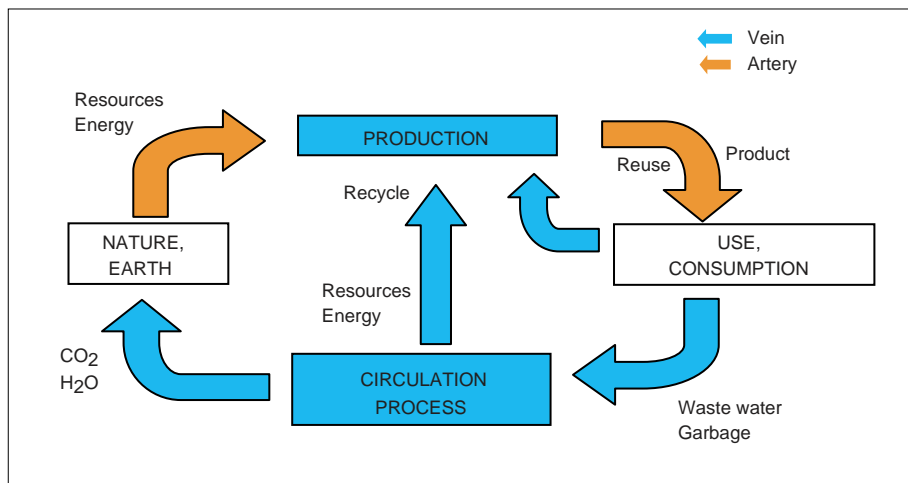 Vein
Artery
Resources
Energy
PRODUCTION
Reuse
Product
Recycle
NATURE,
EARTH
USE,
CONSUMPTION
Resources
Energy
CO2
H2O
CIRCULATION
PROCESS
Waste water
Garbage